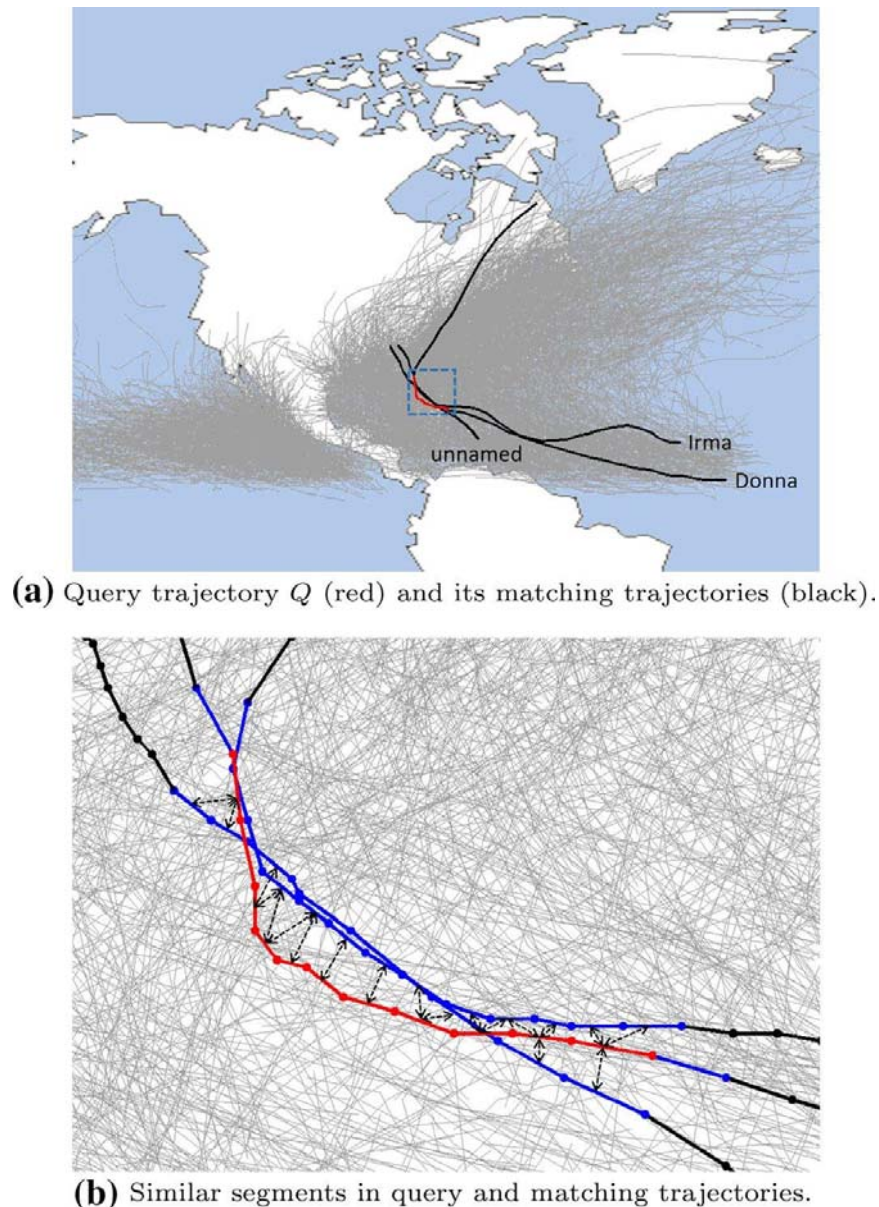 Irma
unnamed
Donna
(a) Query trajectory Q (red) and its matching trajectories (black).
(b) Similar segments in query and matching trajectories.